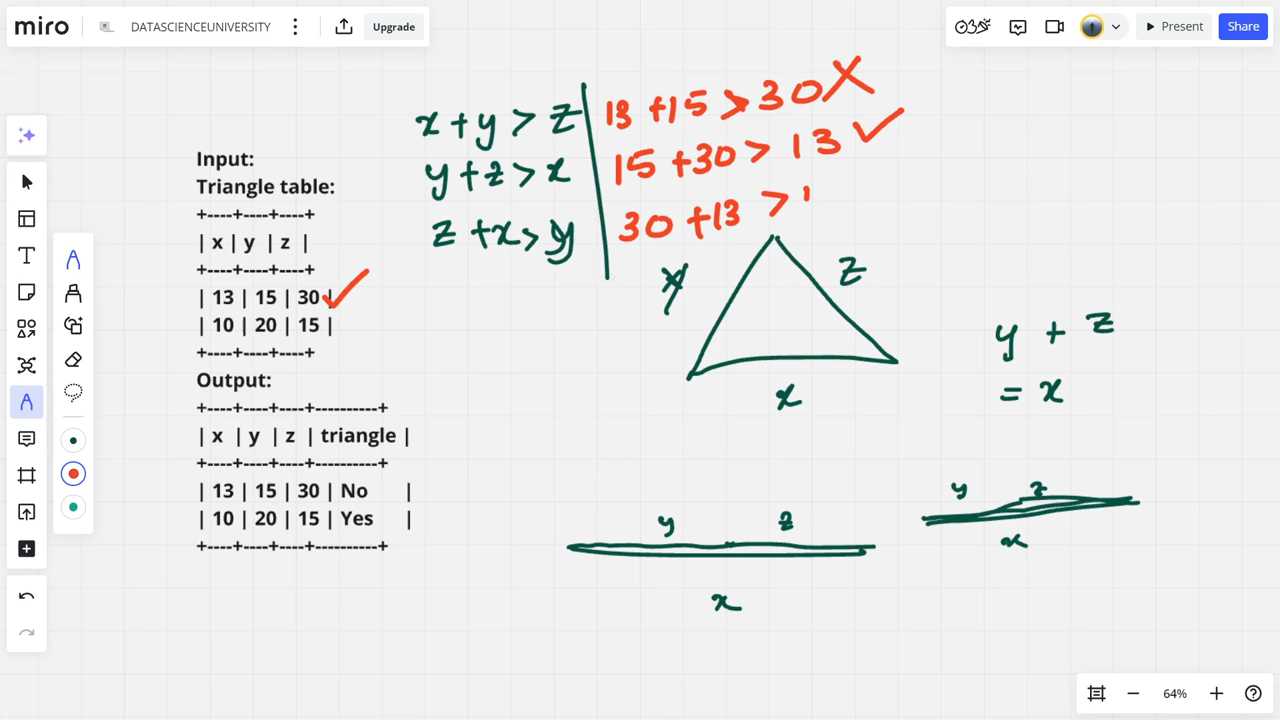 miro
DATASCIENCEUNIVERSITY
Upgrade
Present
Share
Input:
Triangle table:
+----+----+----+
| x | y | z |
+----+----+----+
| 13 | 15 | 30 |
| 10 | 20 | 15 |
+----+----+----+
Output:
+----+----+----+----------+
| x | y | z | triangle |
+----+----+----+----------+
| 13 | 15 | 30 | No |
| 10 | 20 | 15 | Yes |
+----+----+----+----------+
x + y > z
y + z > x
z + x > y
13 + 15 > 30 X
15 + 30 > 13 ✓
30 + 13 >
z
x
y + z
= x
y z
x
y z
x
64%